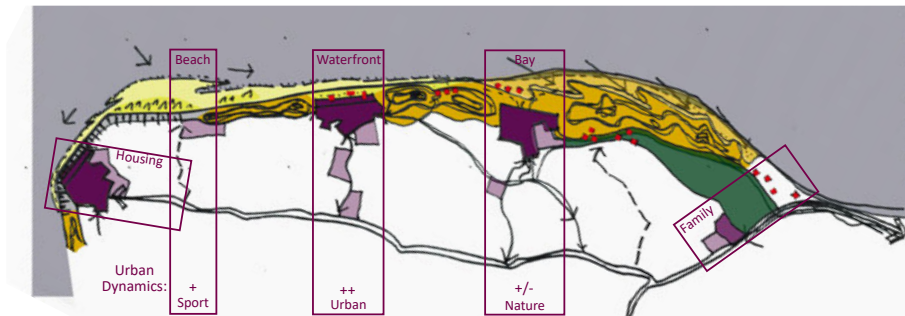 Beach
Waterfront
Bay
Housing
Family
Urban
Dynamics:
+
Sport
++
Urban
+/-
Nature